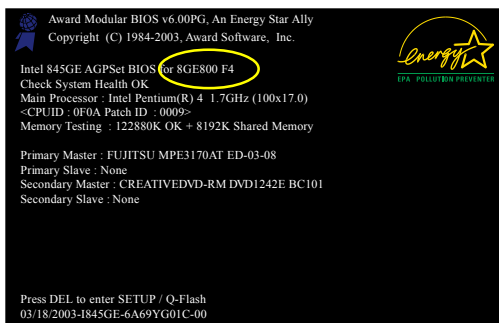 Award Modular BIOS v6.00PG, An Energy Star Ally
Copyright (C) 1984-2003, Award Software, Inc.
energy
EPA POLLUTION PREVENTER
Intel 845GE AGPSet BIOS for 8GE800 F4
Check System Health OK
Main Processor : Intel Pentium(R) 4 1.7GHz (100x17.0)
<CPUID : 0F0A Patch ID : 0009>
Memory Testing : 122880K OK + 8192K Shared Memory
Primary Master : FUJITSU MPE3170AT ED-03-08
Primary Slave : None
Secondary Master : CREATIVEDVD-RM DVD1242E BC101
Secondary Slave : None
Press DEL to enter SETUP / Q-Flash
03/18/2003-I845GE-6A69YG01C-00